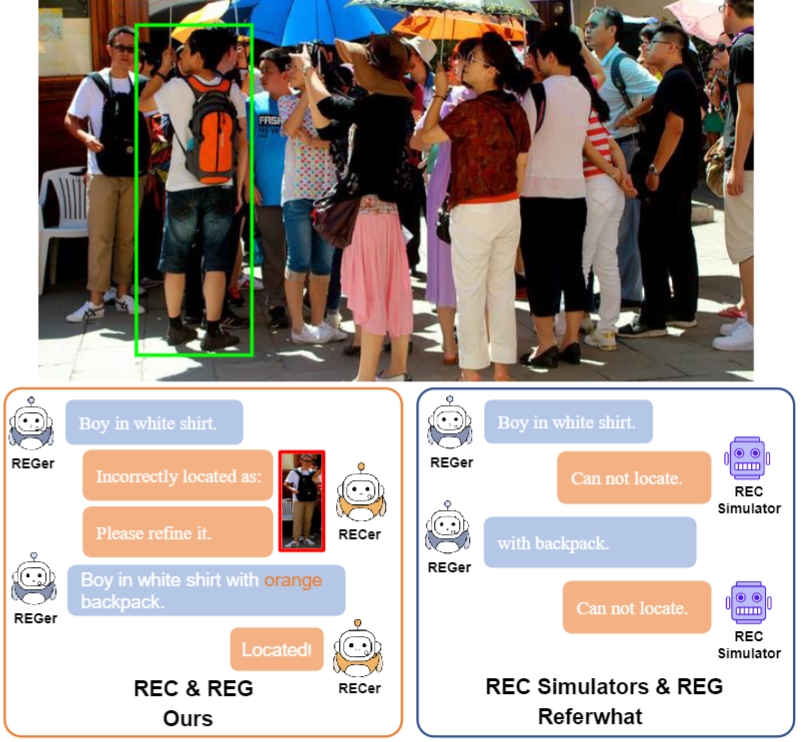 FASH
NEW
Boy in white shirt.
REGer
Incorrectly located as:
Please refine it.
RECer
Boy in white shirt with orange
backpack.
REGer
Located!
RECer
REC & REG
Ours
Boy in white shirt.
REGer
Can not locate.
REC
Simulator
with backpack.
REGer
Can not locate.
REC
Simulator
REC Simulators & REG
Referwhat